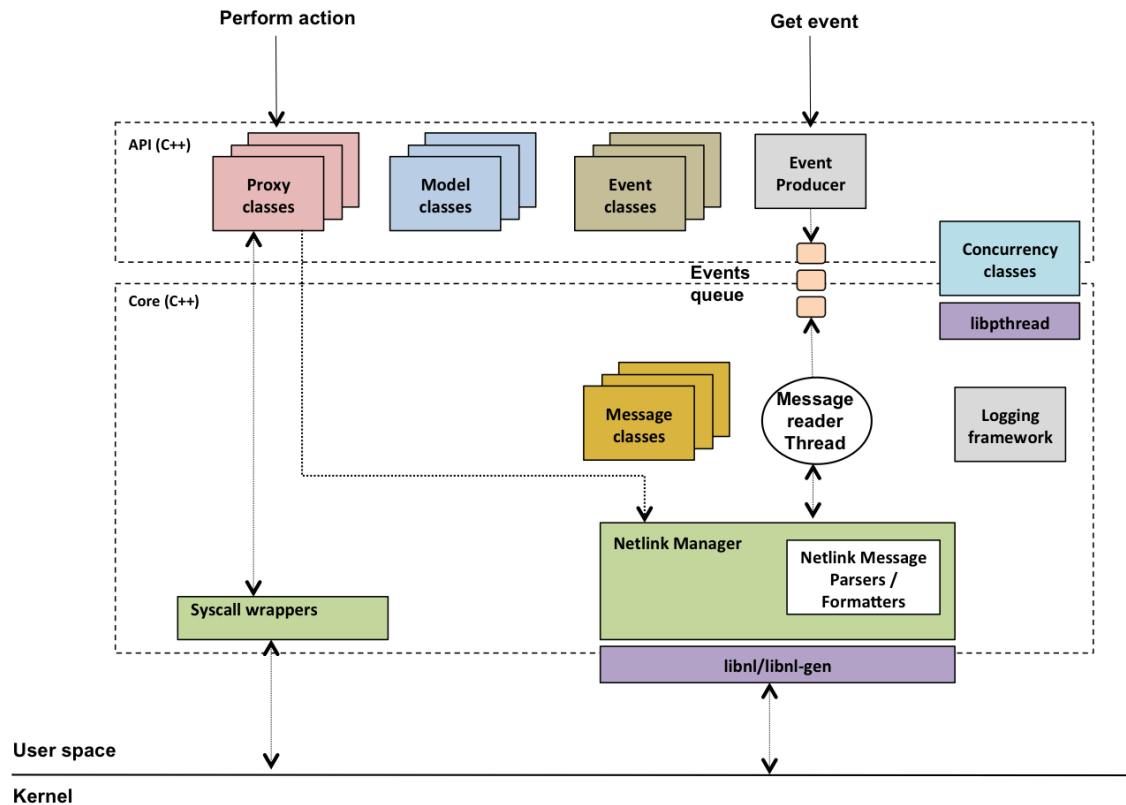 Perform action
Get event
API (C++)
Proxy
classes
Model
classes
Event
classes
Event
Producer
Concurrency
classes
Events
queue
Core (C++)
libpthread
Message
classes
Message
reader
Thread
Logging
framework
Netlink Manager
Netlink Message
Parsers /
Formatters
Syscall wrappers
libnl/libnl-gen
User space
Kernel